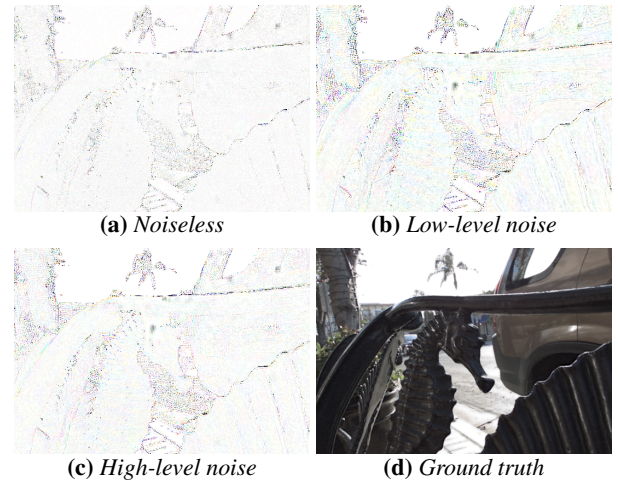 (a) Noiseless
(b) Low-level noise
(c) High-level noise
(d) Ground truth